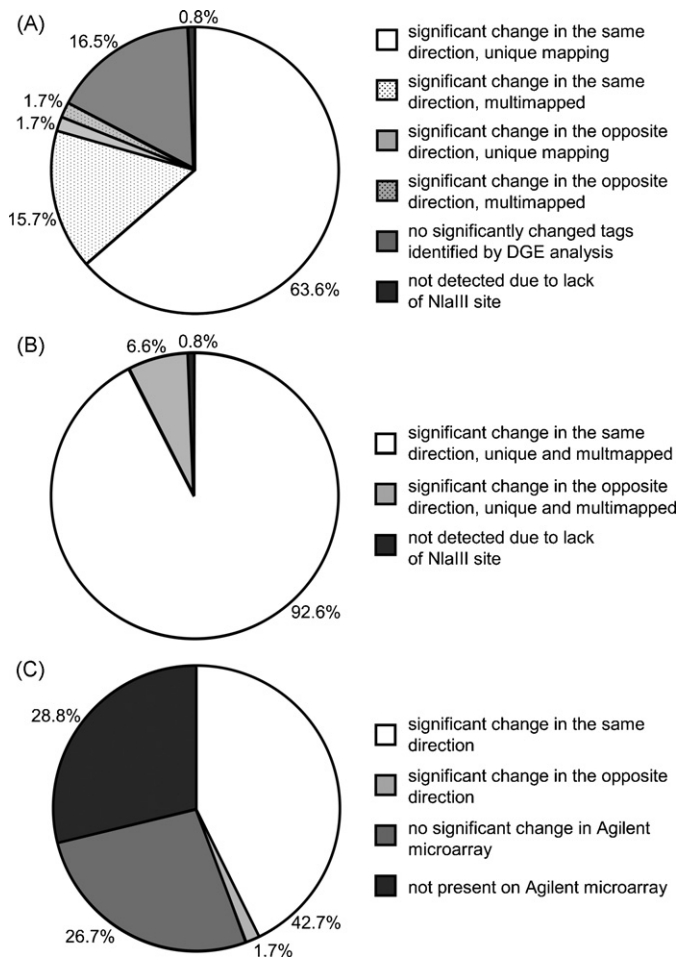 (A)
0.8%
16.5%
1.7%
1.7%
15.7%
63.6%
significant change in the same
direction, unique mapping
significant change in the same
direction, multimapped
significant change in the opposite
direction, unique mapping
significant change in the opposite
direction, multimapped
no significantly changed tags
identified by DGE analysis
not detected due to lack
of NlaIII site
(B)
6.6%
0.8%
92.6%
significant change in the same
direction, unique and multmapped
significant change in the opposite
direction, unique and multimapped
not detected due to lack
of NlaIII site
(C)
28.8%
26.7%
1.7%
42.7%
significant change in the same
direction
significant change in the opposite
direction
no significant change in Agilent
microarray
not present on Agilent microarray